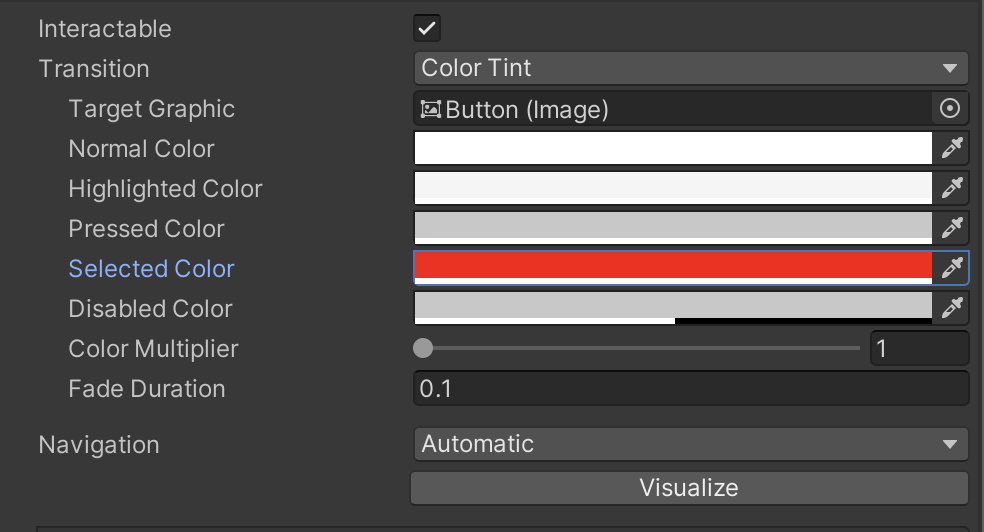 Interactable
Transition Color Tint
Target Graphic Button (Image)
Normal Color
Highlighted Color
Pressed Color
Selected Color
Disabled Color
Color Multiplier 1
Fade Duration 0.1
Navigation Automatic
Visualize